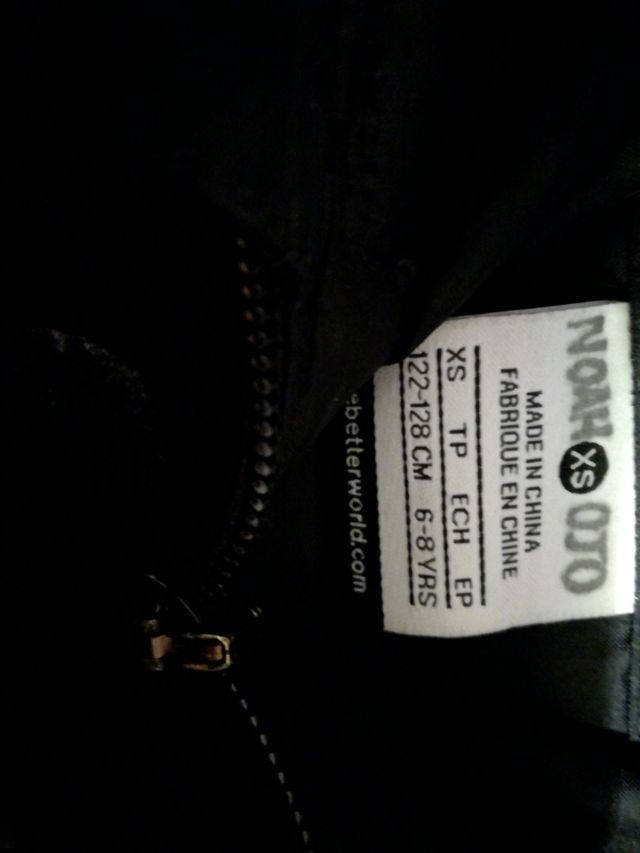 NOAH XS OJO
MADE IN CHINA
FABRIQUE EN CHINE
XS TP ECH EP
122-128 CM 6-8 YRS
ebetterworld.com